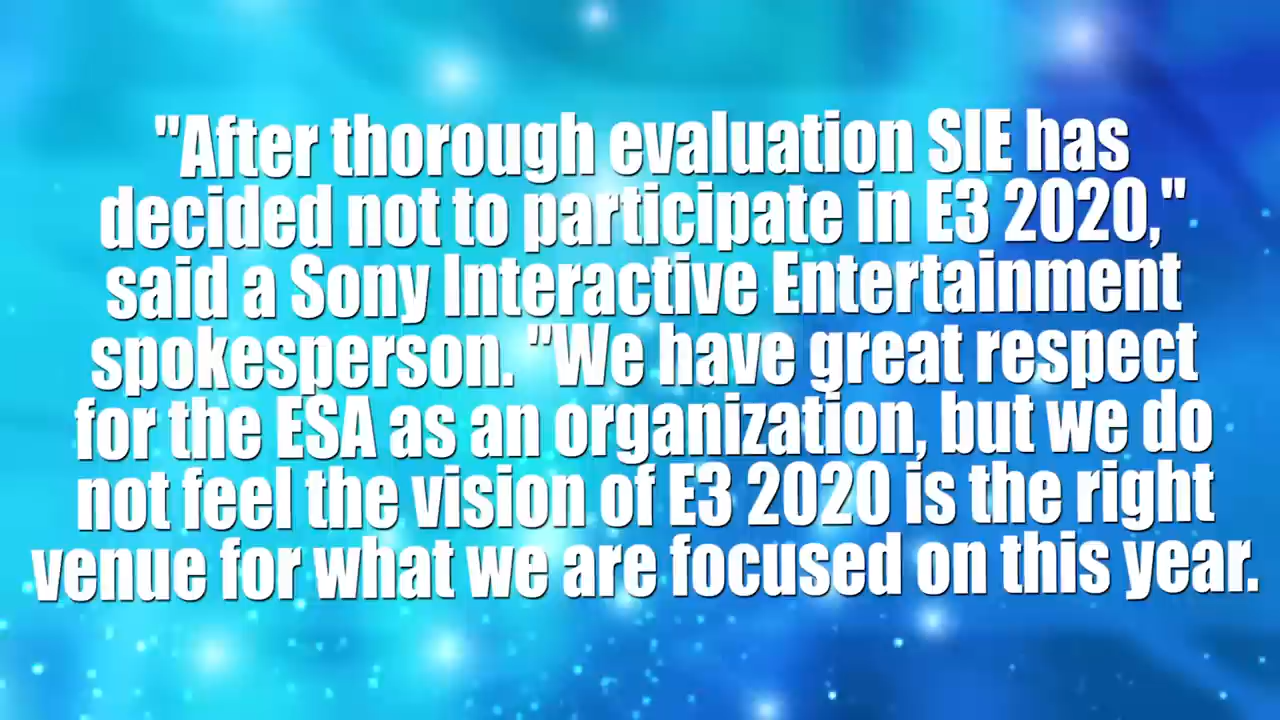 "After thorough evaluation SIE has
decided not to participate in E3 2020,"
said a Sony Interactive Entertainment
spokesperson. "We have great respect
for the ESA as an organization, but we do
not feel the vision of E3 2020 is the right
venue for what we are focused on this year.